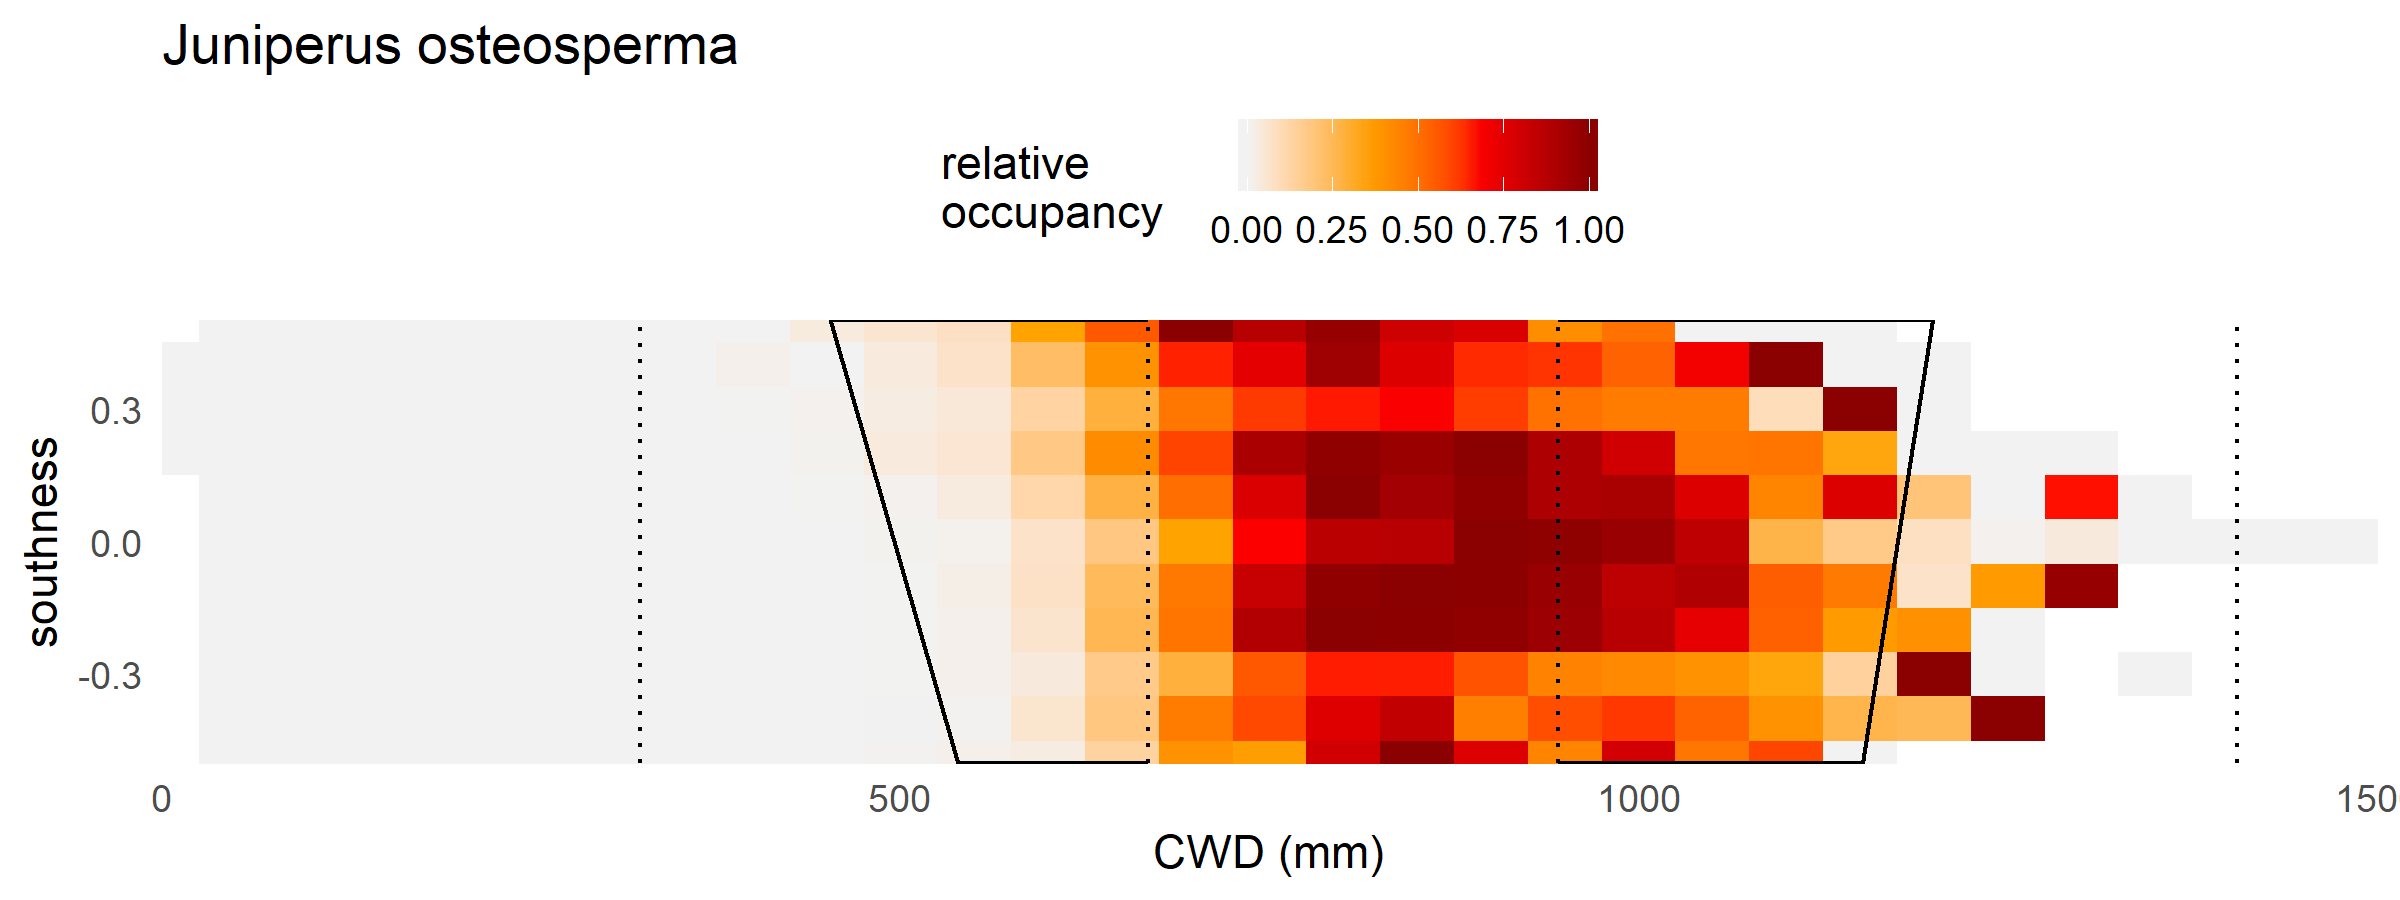 Juniperus osteosperma
relative
occupancy
0.00 0.25 0.50 0.75 1.00
southness
0.3
0.0
-0.3
0 500 1000 150
CWD (mm)